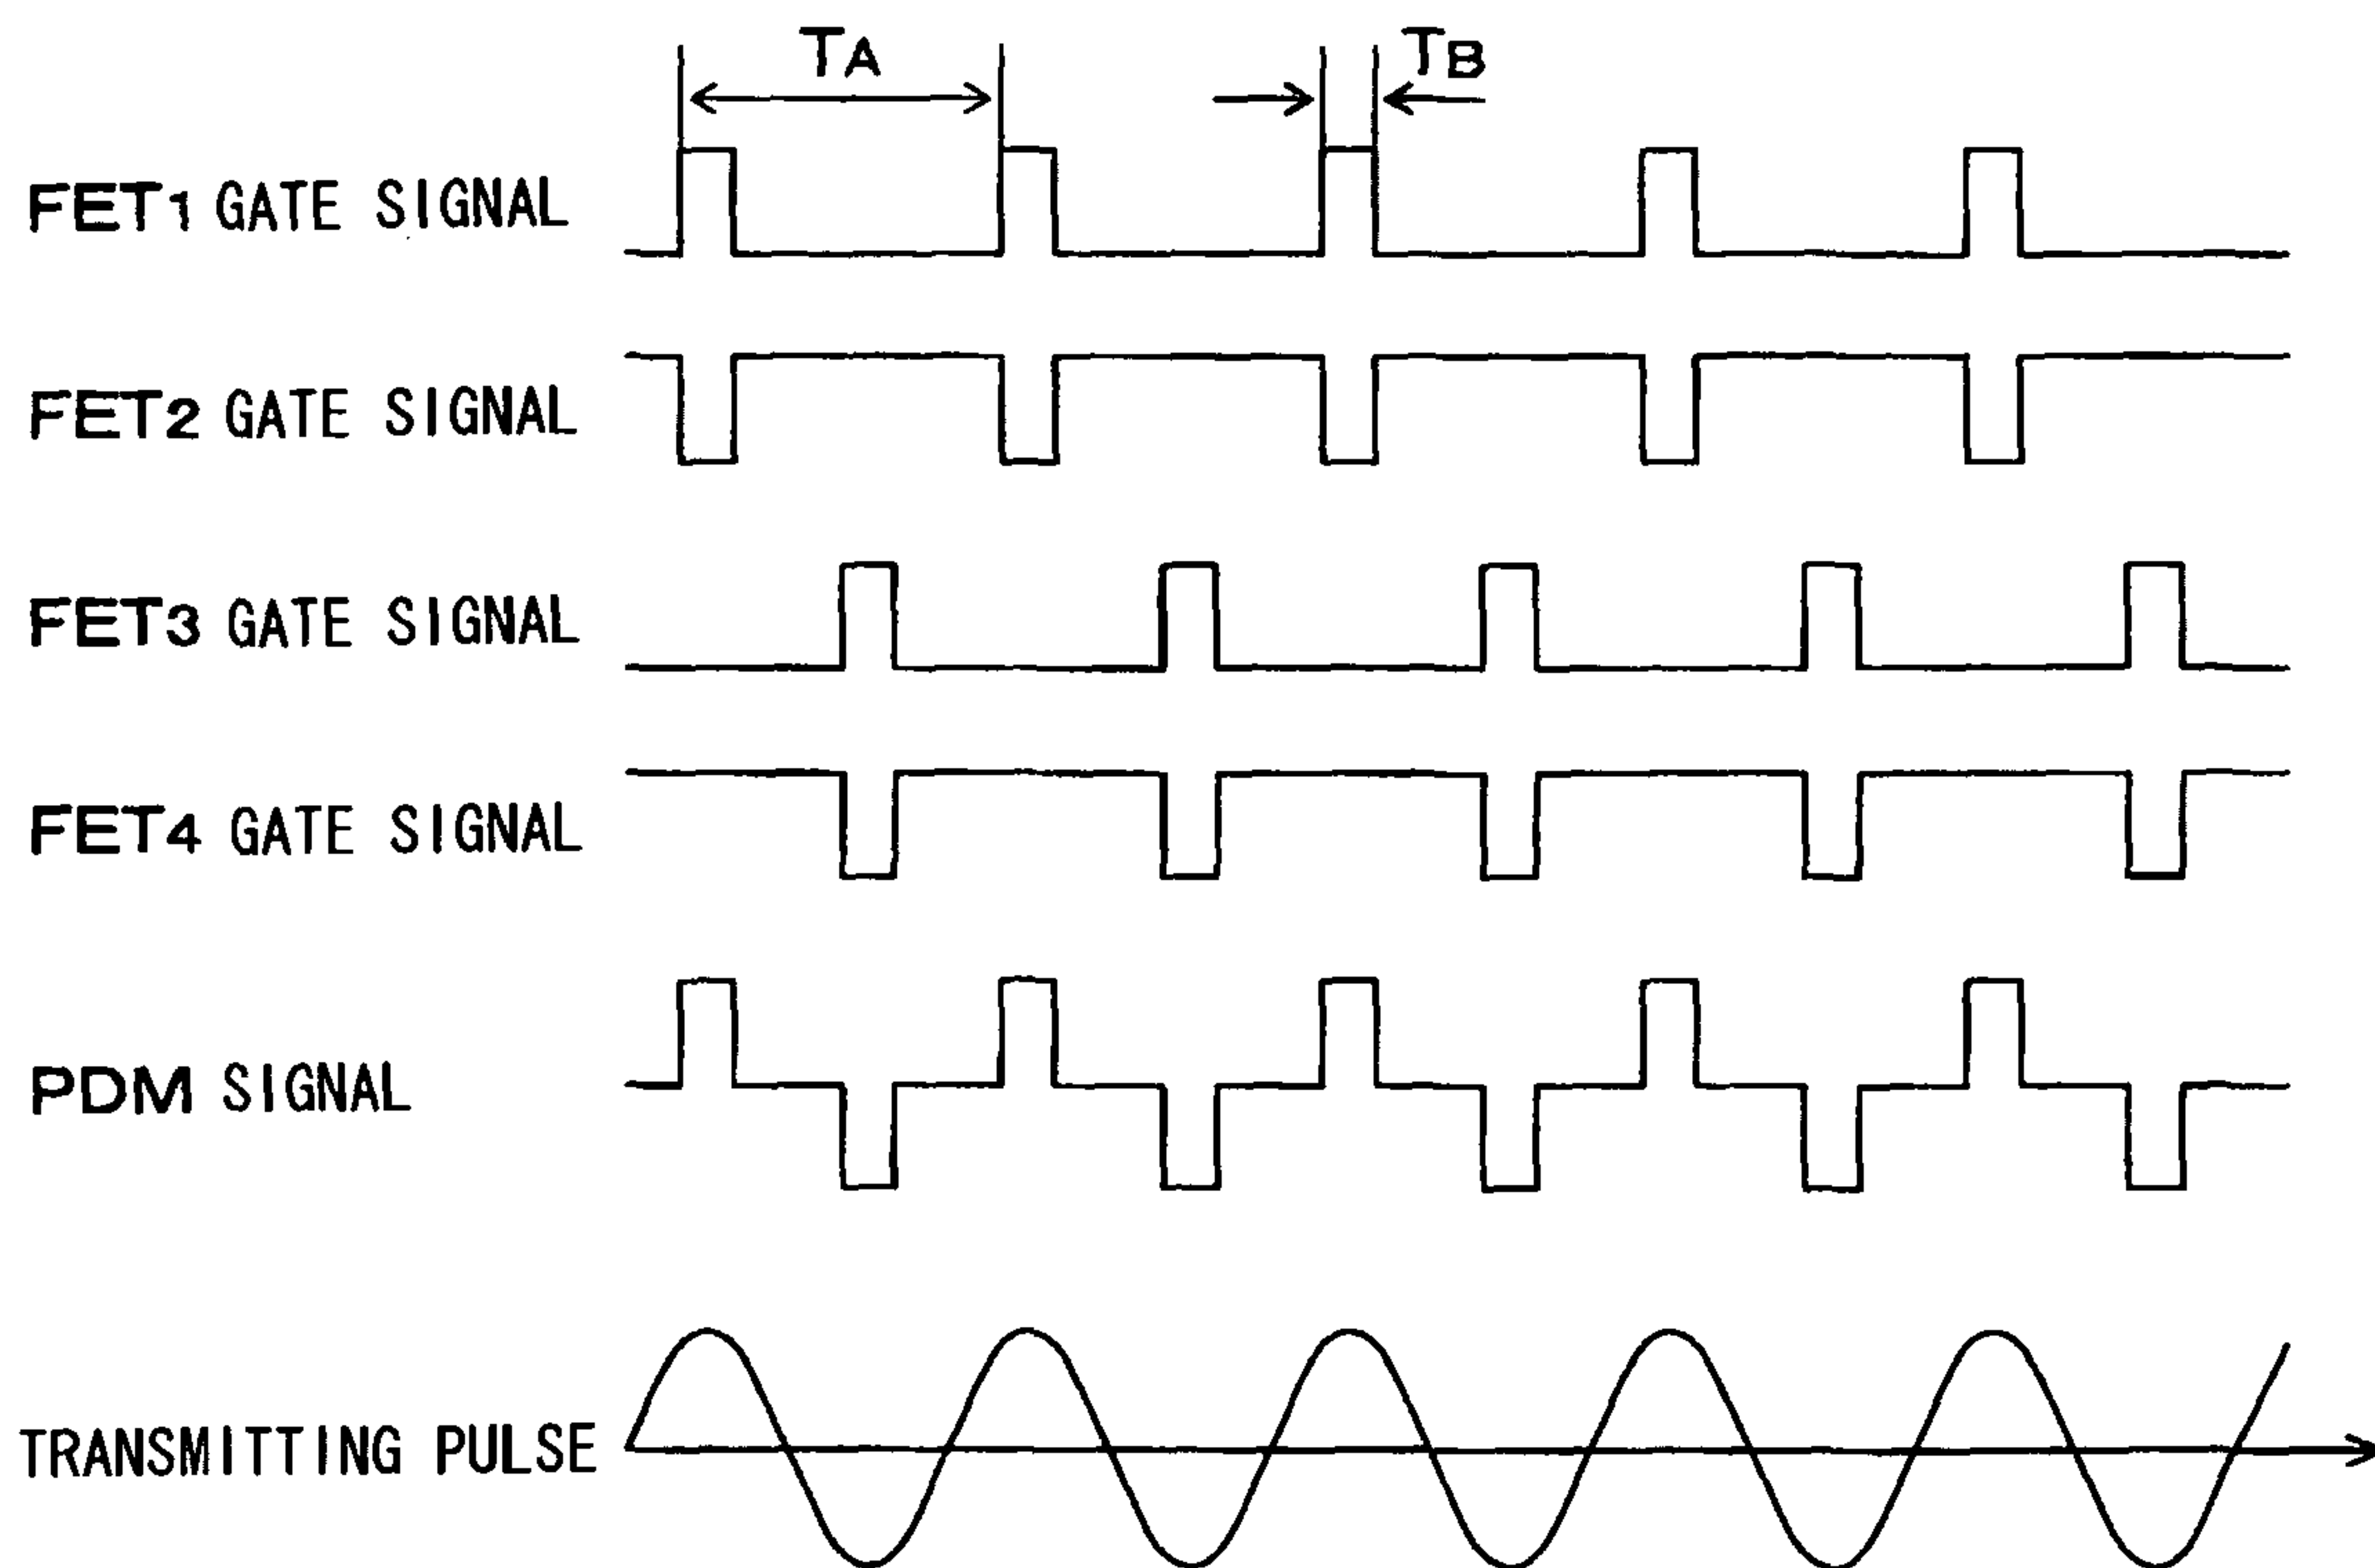 TA TB
FET1 GATE SIGNAL
FET2 GATE SIGNAL
FET3 GATE SIGNAL
FET4 GATE SIGNAL
PDM SIGNAL
TRANSMITTING PULSE